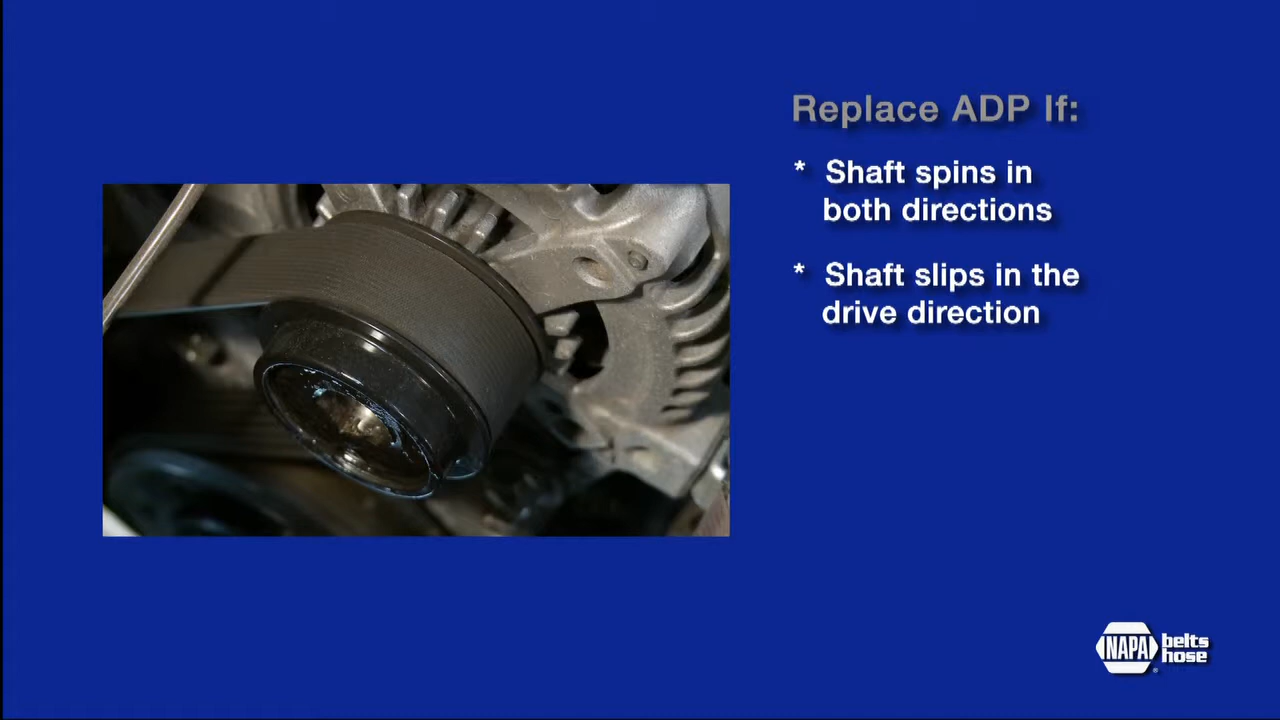 Replace ADP If:
* Shaft spins in
both directions
* Shaft slips in the
drive direction
NAPA belts
hose